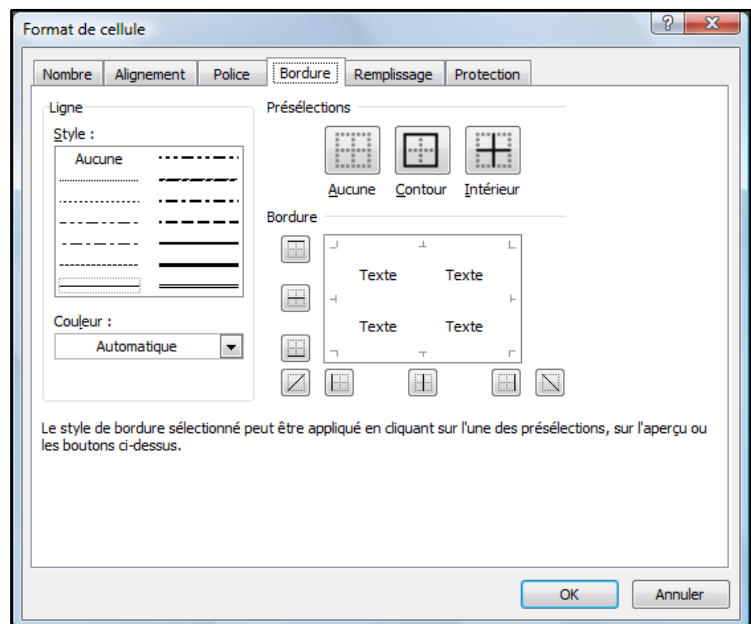 Format de cellule
?
X
Nombre Alignement Police Bordure Remplissage Protection
Ligne
Style :
Aucune
Couleur :
Automatique
Présélections
Aucune Contour Intérieur
Bordure
Texte Texte
Texte Texte
Le style de bordure sélectionné peut être appliqué en cliquant sur l'une des présélections, sur l'aperçu ou
les boutons ci-dessus.
OK Annuler